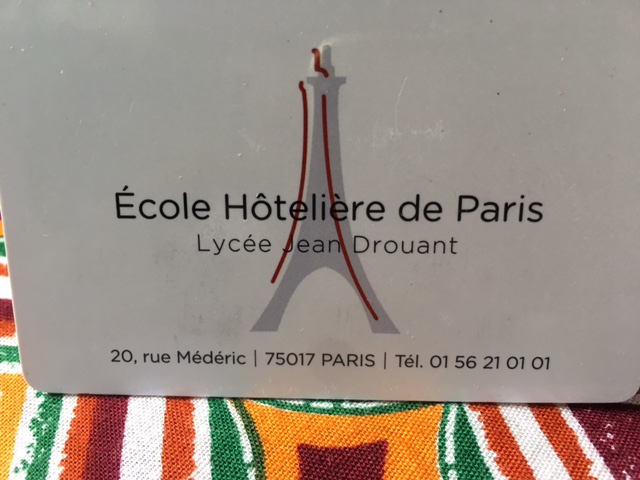 École Hôtelière de Paris
Lycée Jean Drouant
20, rue Médéric | 75017 PARIS | Tél. 01 56 21 01 01